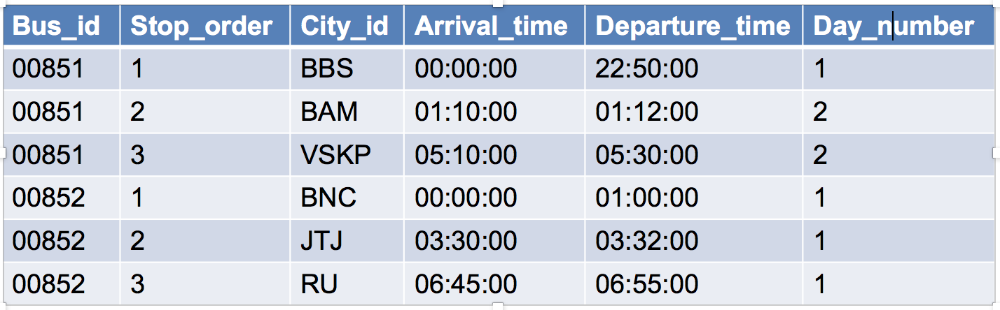 Bus_id Stop_order City_id Arrival_time Departure_time Day_number
00851 1 BBS 00:00:00 22:50:00 1
00851 2 BAM 01:10:00 01:12:00 2
00851 3 VSKP 05:10:00 05:30:00 2
00852 1 BNC 00:00:00 01:00:00 1
00852 2 JTJ 03:30:00 03:32:00 1
00852 3 RU 06:45:00 06:55:00 1